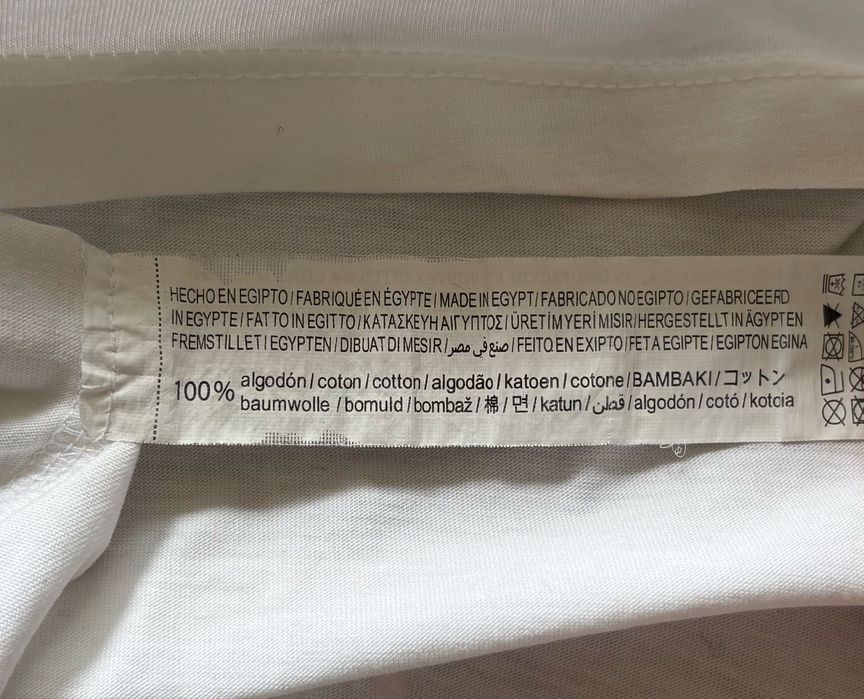 HECHO EN EGIPTO / FABRIQUÉ EN ÉGYPTE / MADE IN EGYPT / FABRICADO NO EGIPTO / GEFABRICEERD
IN EGYPTE / FATTO IN EGITTO / ΚΑΤΑΣΚΕΥΗ ΑΙΓΥΠΤΟΣ / ÜRETİM YERİ MISIR / HERGESTELLT IN ÄGYPTEN
FREMSTILLET I EGYPTEN / DIBUAT DI MESIR / صنع في مصر / FEITO EN EXIPTO / FET A EGIPTE / EGIPTON EGINA
100% algodón / coton / cotton / algodão / katoen / cotone / BAMBAKI / コットン
baumwolle / bomuld / bombaž / 棉 / 면 / katun / قطن / algodón / cotó / kotoia